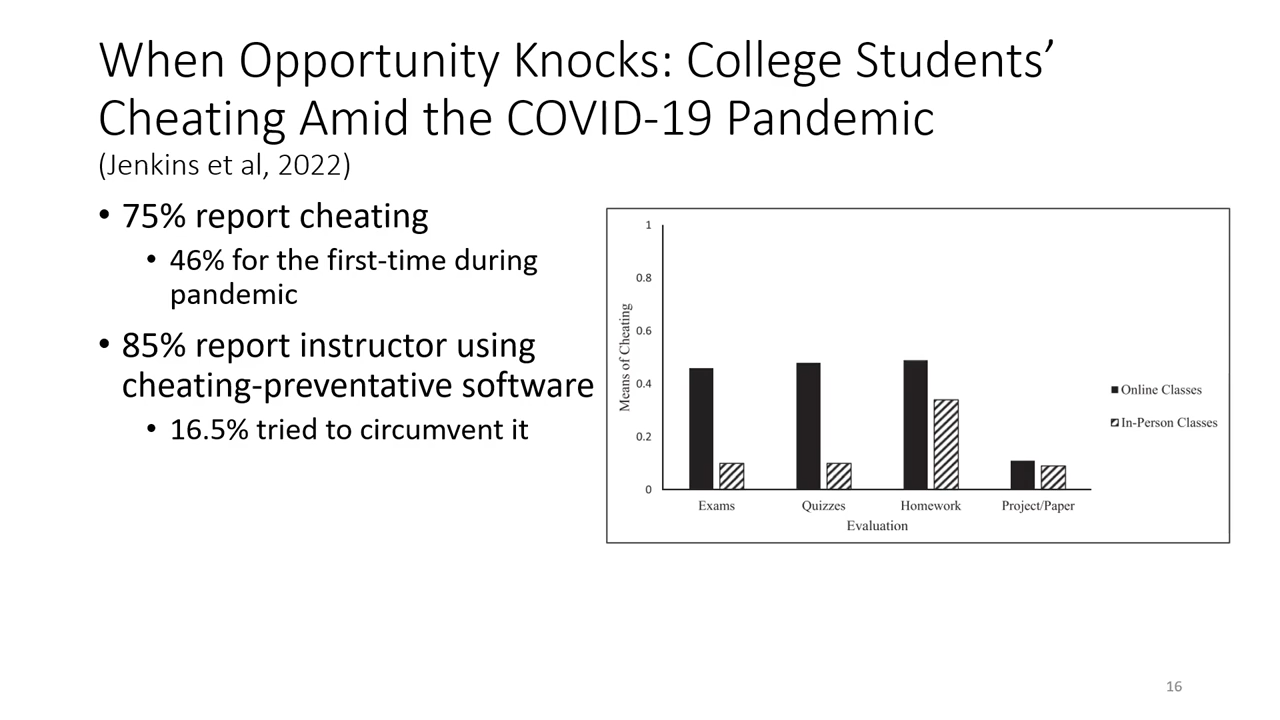 When Opportunity Knocks: College Students’
Cheating Amid the COVID-19 Pandemic
(Jenkins et al, 2022)
• 75% report cheating
• 46% for the first-time during
pandemic
• 85% report instructor using
cheating-preventative software
• 16.5% tried to circumvent it
Means of Cheating
1
0.8
0.6
0.4
0.2
0
Exams Quizzes Homework Project/Paper
Evaluation
Online Classes
In-Person Classes
16